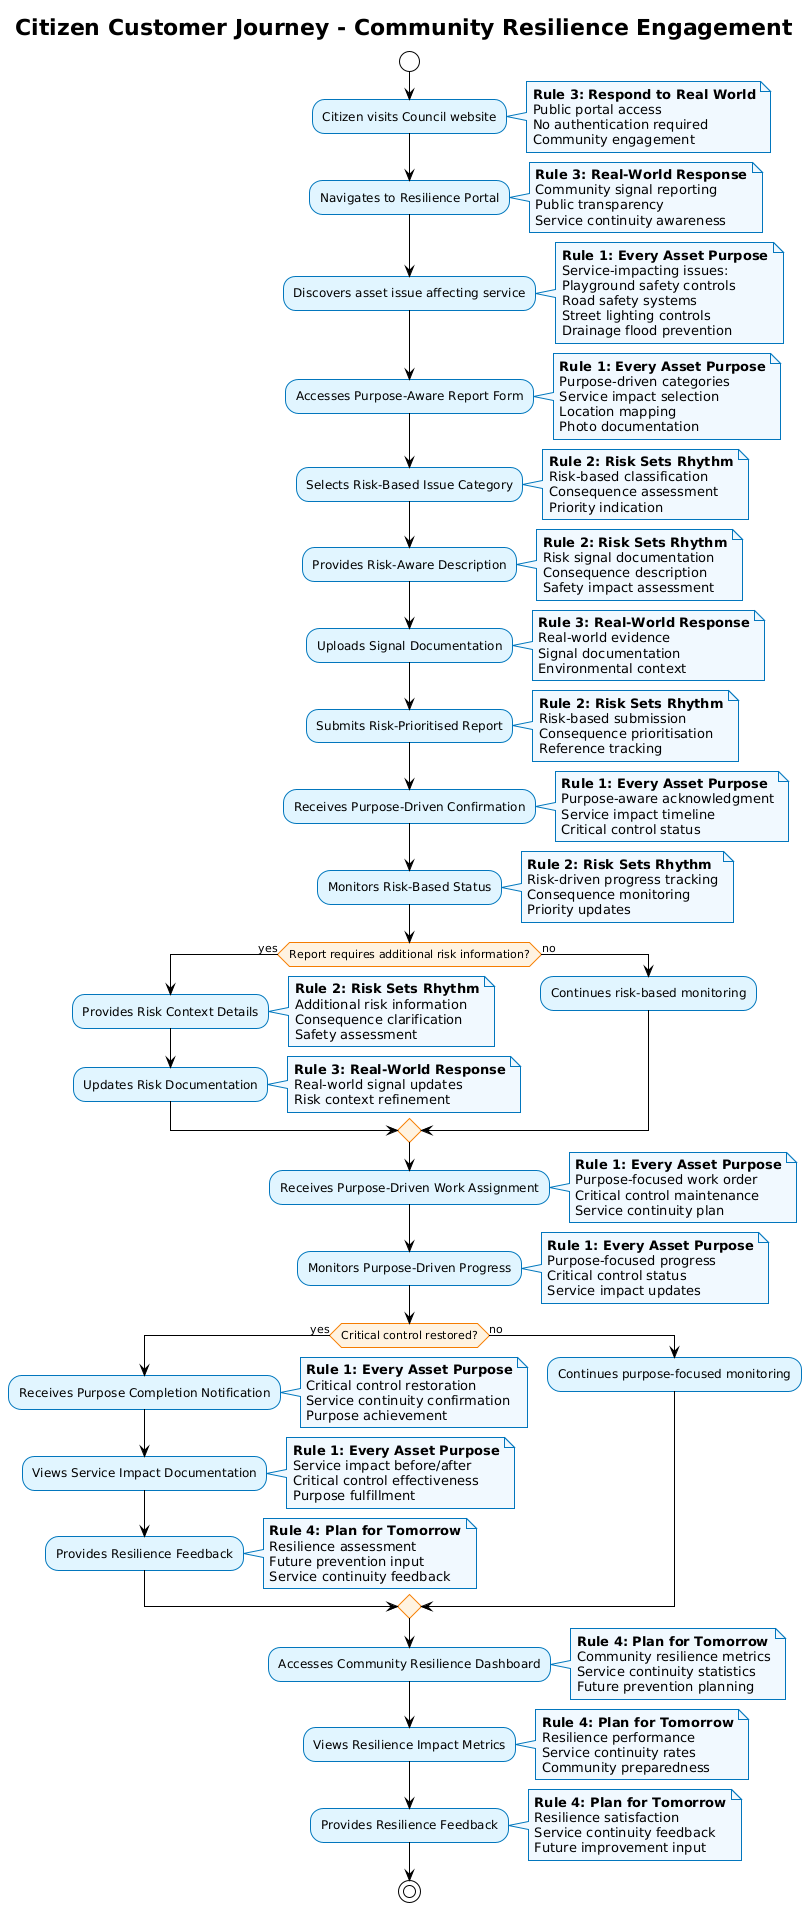 Citizen Customer Journey - Community Resilience Engagement
Citizen visits Council website
Rule 3: Respond to Real World
Public portal access
No authentication required
Community engagement
Navigates to Resilience Portal
Rule 3: Real-World Response
Community signal reporting
Public transparency
Service continuity awareness
Discovers asset issue affecting service
Rule 1: Every Asset Purpose
Service-impacting issues:
Playground safety controls
Road safety systems
Street lighting controls
Drainage flood prevention
Accesses Purpose-Aware Report Form
Rule 1: Every Asset Purpose
Purpose-driven categories
Service impact selection
Location mapping
Photo documentation
Selects Risk-Based Issue Category
Rule 2: Risk Sets Rhythm
Risk-based classification
Consequence assessment
Priority indication
Provides Risk-Aware Description
Rule 2: Risk Sets Rhythm
Risk signal documentation
Consequence description
Safety impact assessment
Uploads Signal Documentation
Rule 3: Real-World Response
Real-world evidence
Signal documentation
Environmental context
Submits Risk-Prioritised Report
Rule 2: Risk Sets Rhythm
Risk-based submission
Consequence prioritisation
Reference tracking
Receives Purpose-Driven Confirmation
Rule 1: Every Asset Purpose
Purpose-aware acknowledgment
Service impact timeline
Critical control status
Monitors Risk-Based Status
Rule 2: Risk Sets Rhythm
Risk-driven progress tracking
Consequence monitoring
Priority updates
Report requires additional risk information?
yes
no
Provides Risk Context Details
Rule 2: Risk Sets Rhythm
Additional risk information
Consequence clarification
Safety assessment
Continues risk-based monitoring
Updates Risk Documentation
Rule 3: Real-World Response
Real-world signal updates
Risk context refinement
Receives Purpose-Driven Work Assignment
Rule 1: Every Asset Purpose
Purpose-focused work order
Critical control maintenance
Service continuity plan
Monitors Purpose-Driven Progress
Rule 1: Every Asset Purpose
Purpose-focused progress
Critical control status
Service impact updates
Critical control restored?
yes
no
Receives Purpose Completion Notification
Rule 1: Every Asset Purpose
Critical control restoration
Service continuity confirmation
Purpose achievement
Continues purpose-focused monitoring
Views Service Impact Documentation
Rule 1: Every Asset Purpose
Service impact before/after
Critical control effectiveness
Purpose fulfillment
Provides Resilience Feedback
Rule 4: Plan for Tomorrow
Resilience assessment
Future prevention input
Service continuity feedback
Accesses Community Resilience Dashboard
Rule 4: Plan for Tomorrow
Community resilience metrics
Service continuity statistics
Future prevention planning
Views Resilience Impact Metrics
Rule 4: Plan for Tomorrow
Resilience performance
Service continuity rates
Community preparedness
Provides Resilience Feedback
Rule 4: Plan for Tomorrow
Resilience satisfaction
Service continuity feedback
Future improvement input